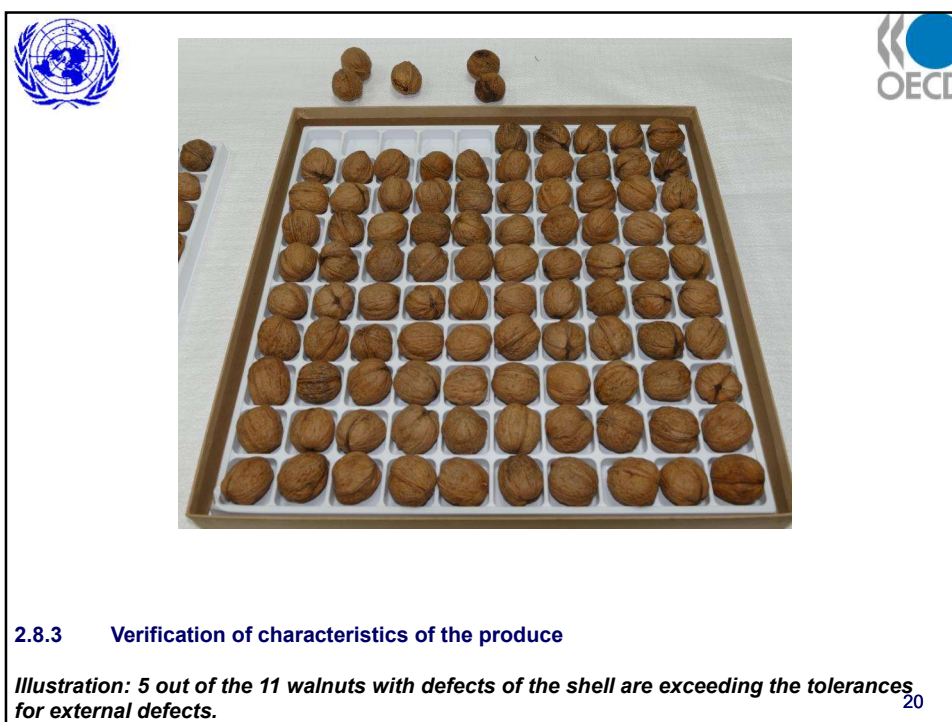 OECD
2.8.3 Verification of characteristics of the produce
Illustration: 5 out of the 11 walnuts with defects of the shell are exceeding the tolerances
for external defects.
20